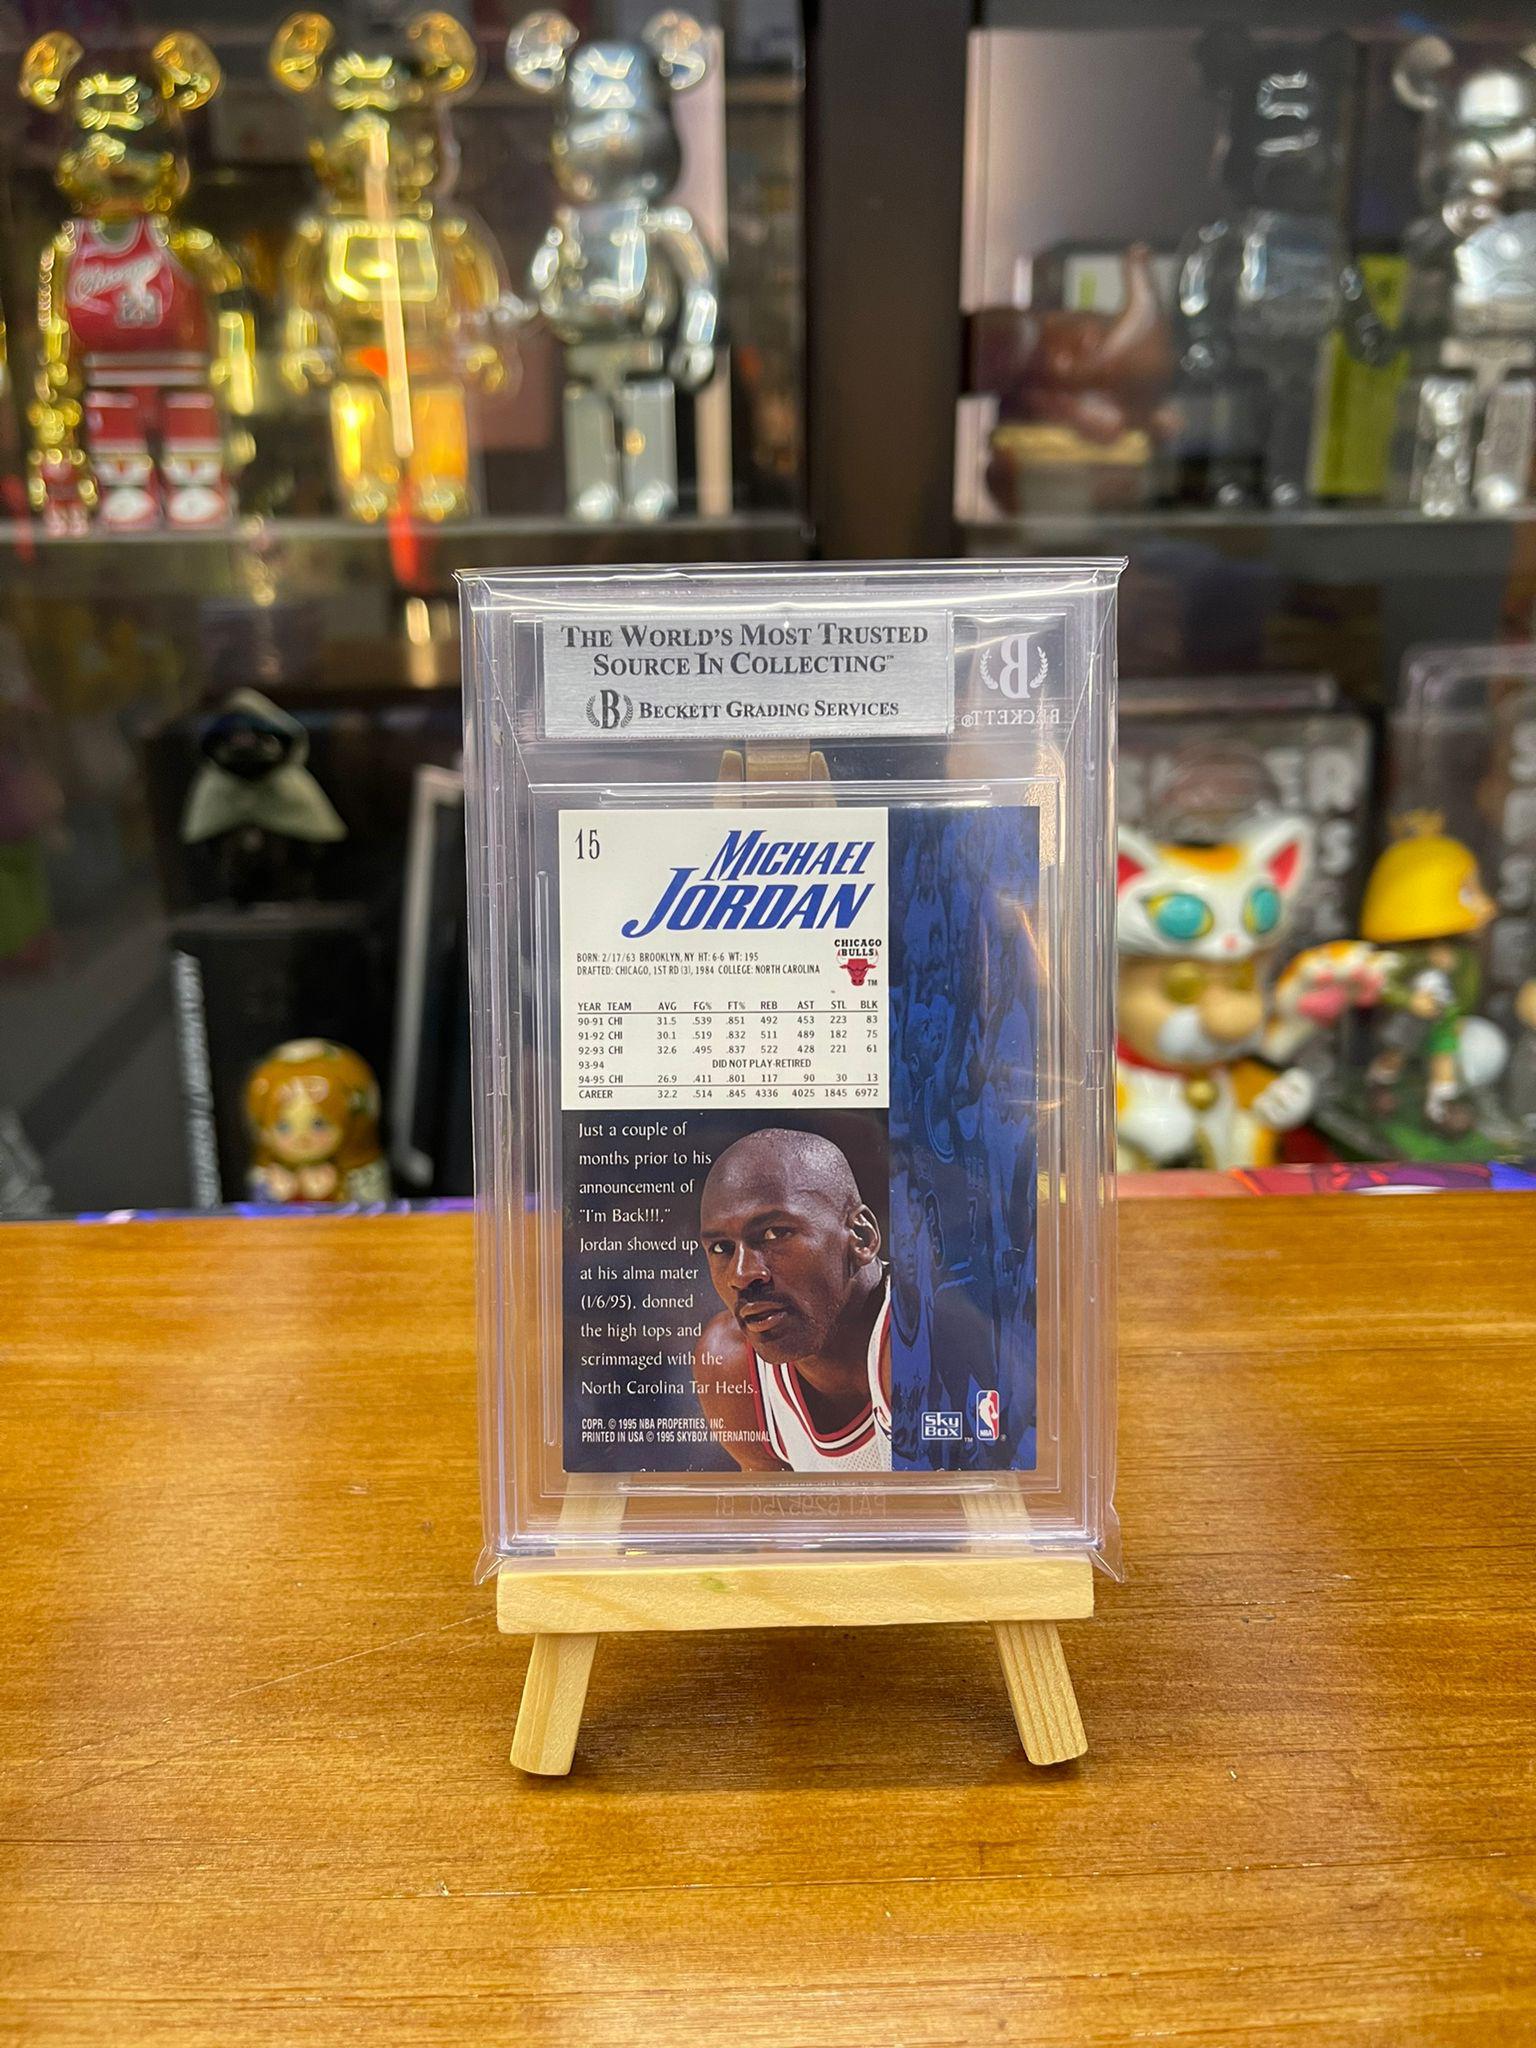 THE WORLD'S MOST TRUSTED
SOURCE IN COLLECTING™
B BECKETT GRADING SERVICES
B
BECKETT®
15
MICHAEL
JORDAN
CHICAGO
BULLS
TM
BORN: 2/17/63 BROOKLYN, NY HT: 6-6 WT: 195
DRAFTED: CHICAGO, 1ST RD (3), 1984 COLLEGE: NORTH CAROLINA
YEAR TEAM AVG FG% FT% REB AST STL BLK
90-91 CHI 31.5 .539 .851 492 453 223 83
91-92 CHI 30.1 .519 .832 511 489 182 75
92-93 CHI 32.6 .495 .837 522 428 221 61
93-94 DID NOT PLAY-RETIRED
94-95 CHI 26.9 .411 .801 117 90 30 13
CAREER 32.2 .514 .845 4336 4025 1845 6972
Just a couple of
months prior to his
announcement of
"I'm Back!!!,"
Jordan showed up
at his alma mater
(1/6/95), donned
the high tops and
scrimmaged with the
North Carolina Tar Heels.
COPR. © 1995 NBA PROPERTIES, INC.
PRINTED IN USA © 1995 SKYBOX INTERNATIONAL
Sky
Box ™
NBA ®